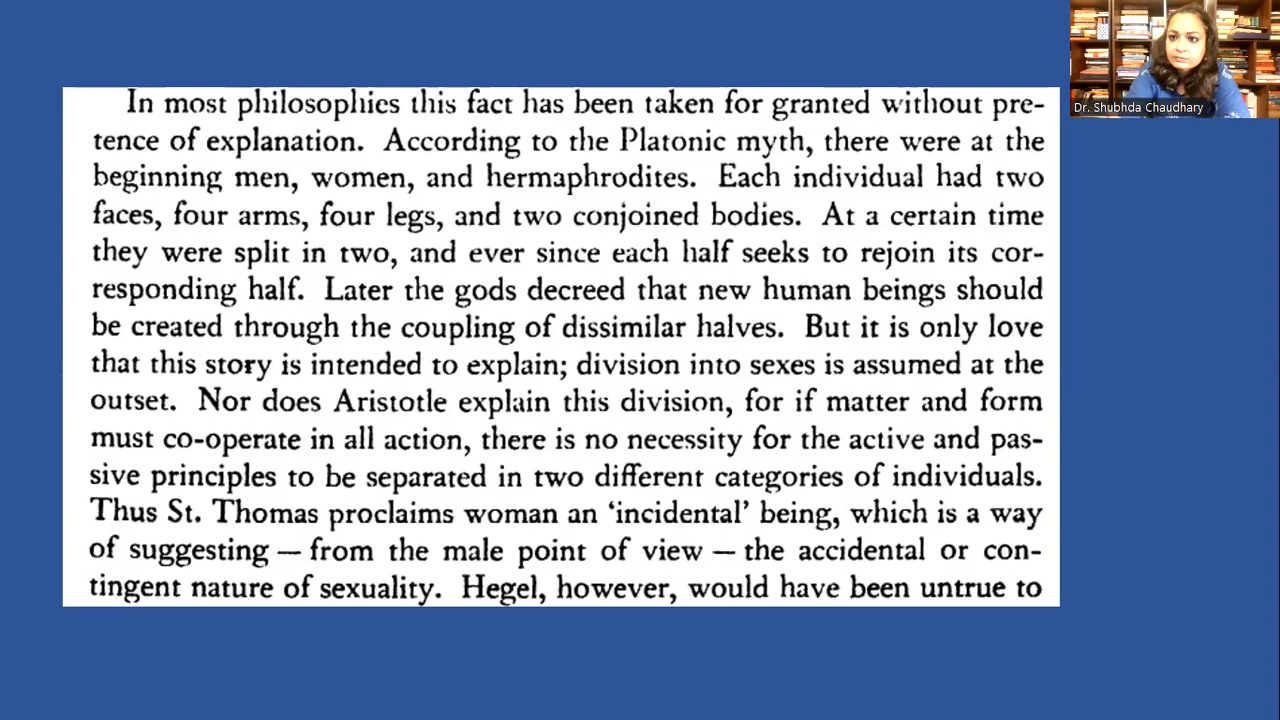 In most philosophies this fact has been taken for granted without pre-
tence of explanation. According to the Platonic myth, there were at the
beginning men, women, and hermaphrodites. Each individual had two
faces, four arms, four legs, and two conjoined bodies. At a certain time
they were split in two, and ever since each half seeks to rejoin its cor-
responding half. Later the gods decreed that new human beings should
be created through the coupling of dissimilar halves. But it is only love
that this story is intended to explain; division into sexes is assumed at the
outset. Nor does Aristotle explain this division, for if matter and form
must co-operate in all action, there is no necessity for the active and pas-
sive principles to be separated in two different categories of individuals.
Thus St. Thomas proclaims woman an ‘incidental’ being, which is a way
of suggesting — from the male point of view — the accidental or con-
tingent nature of sexuality. Hegel, however, would have been untrue to
Dr. Shubhda Chaudhary